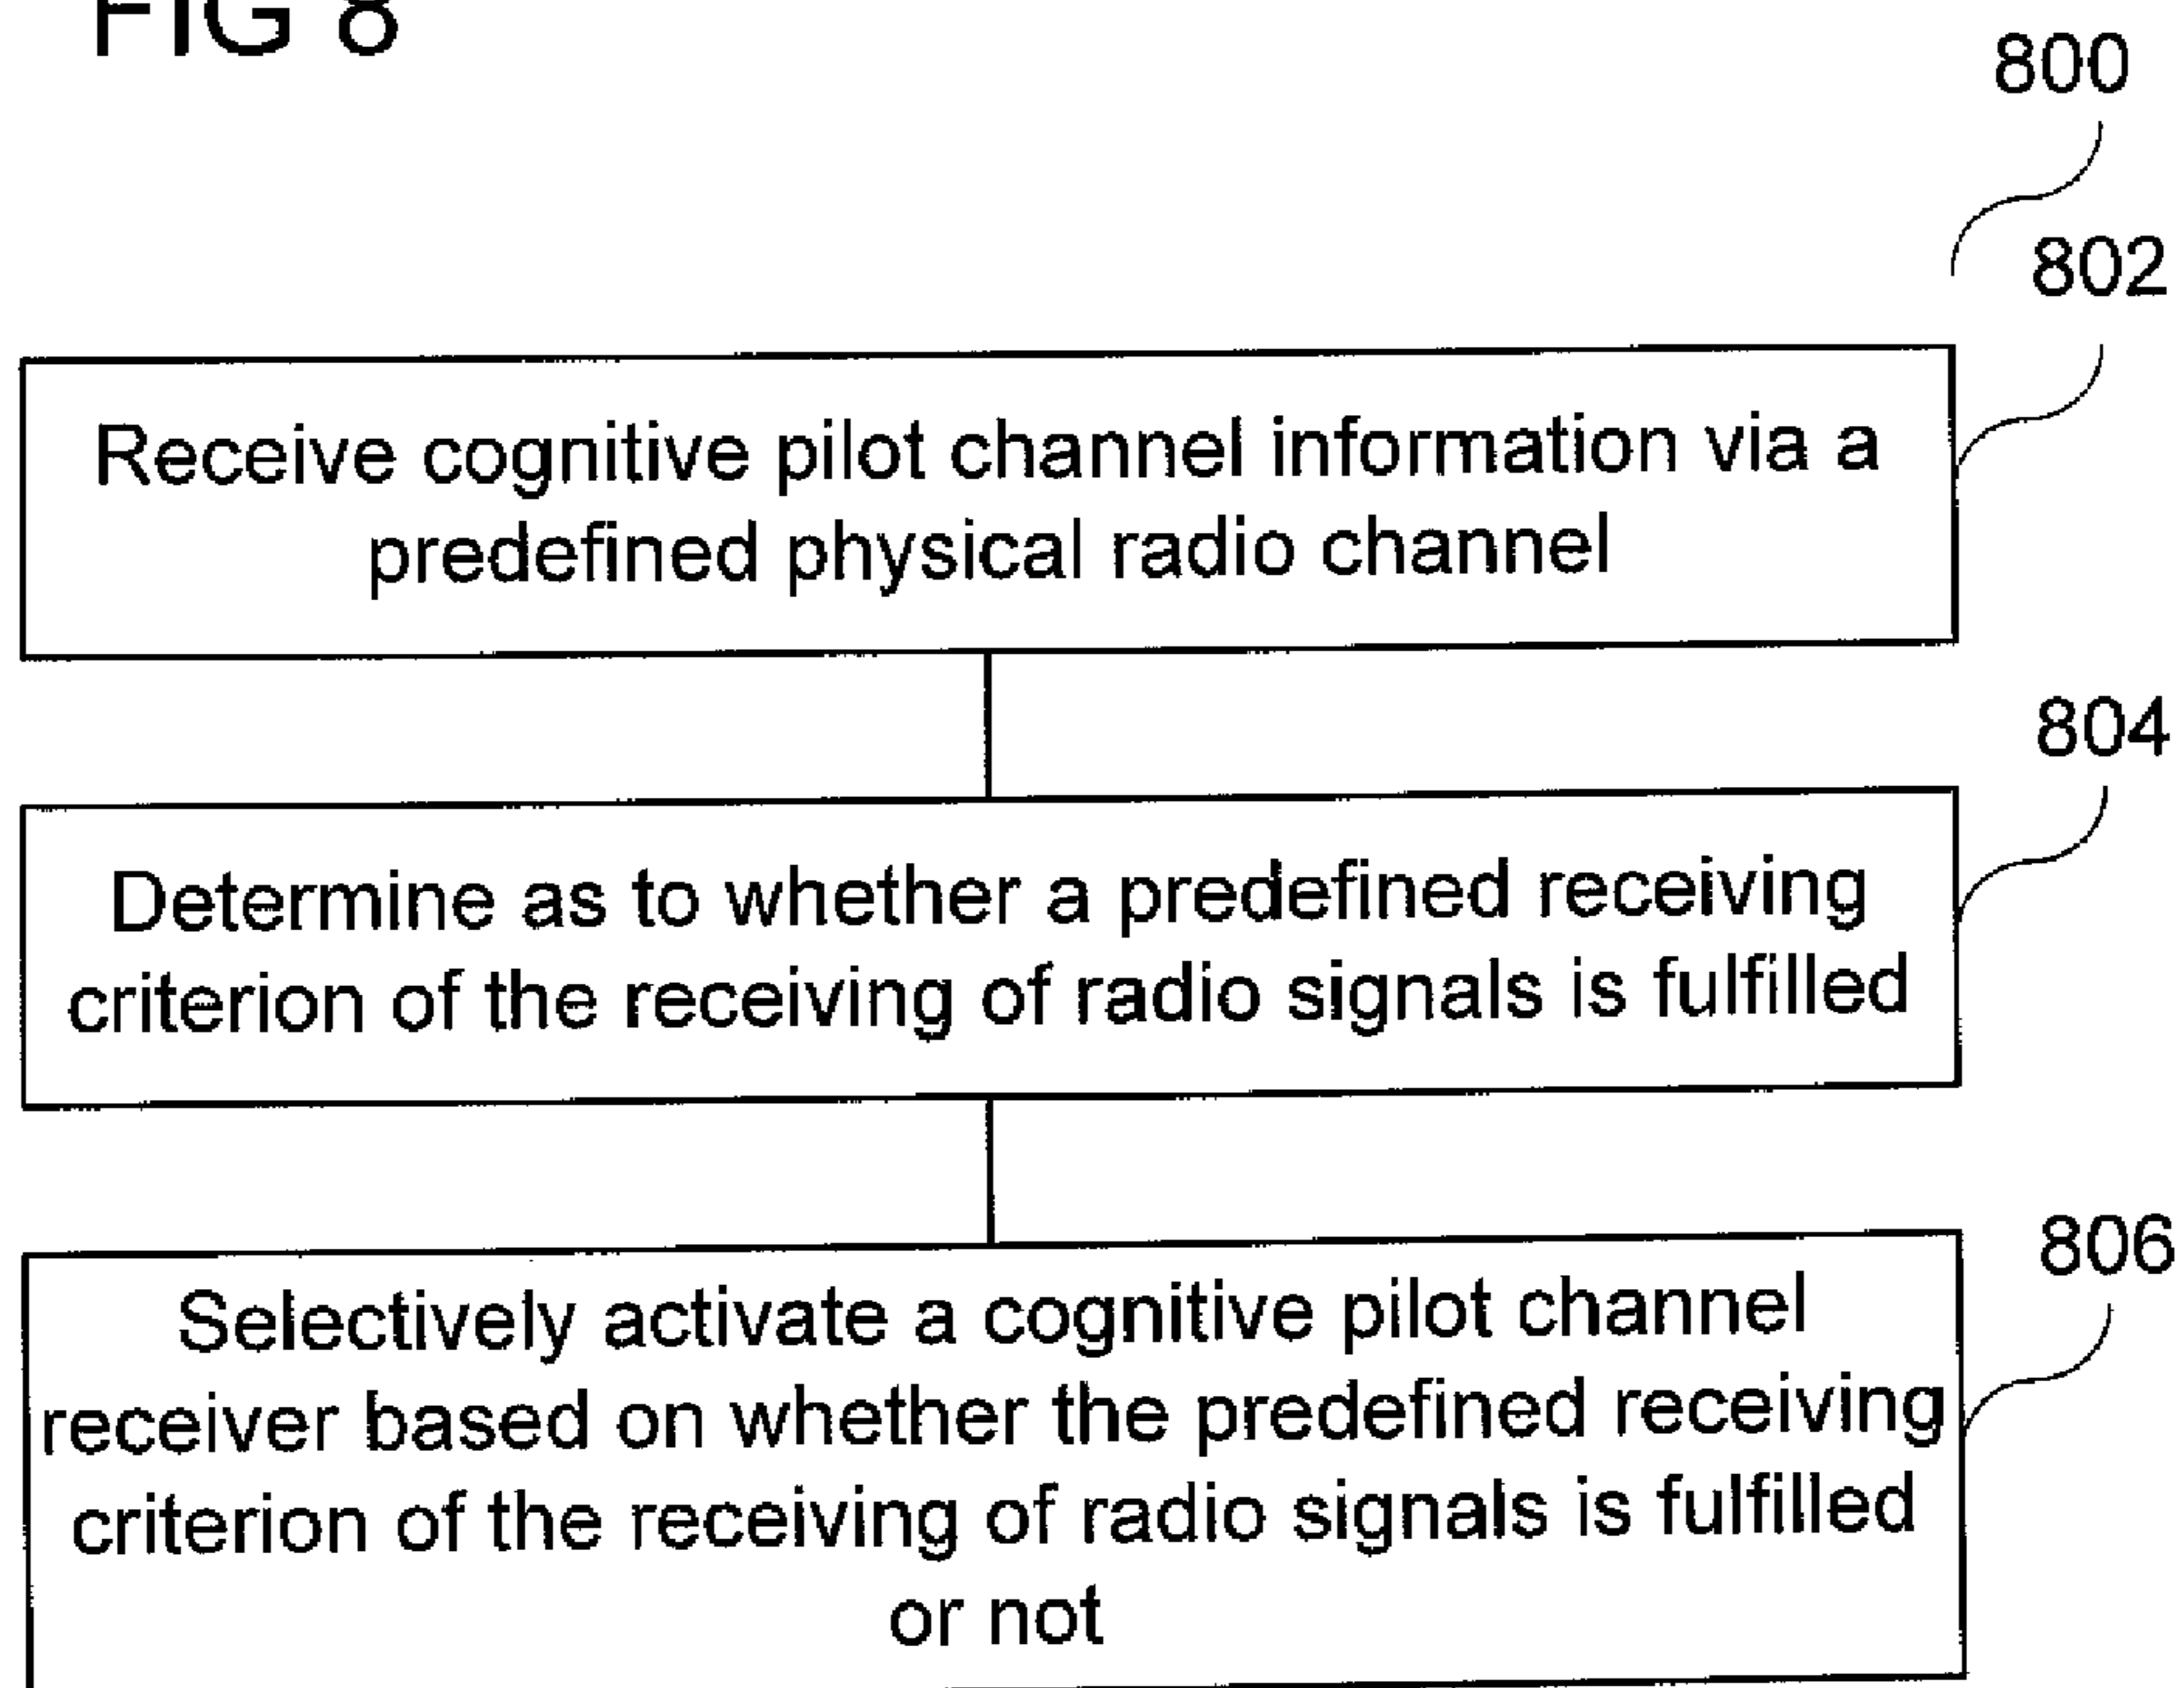 FIG 8
800
802
Receive cognitive pilot channel information via a
predefined physical radio channel
804
Determine as to whether a predefined receiving
criterion of the receiving of radio signals is fulfilled
806
Selectively activate a cognitive pilot channel
receiver based on whether the predefined receiving
criterion of the receiving of radio signals is fulfilled
or not